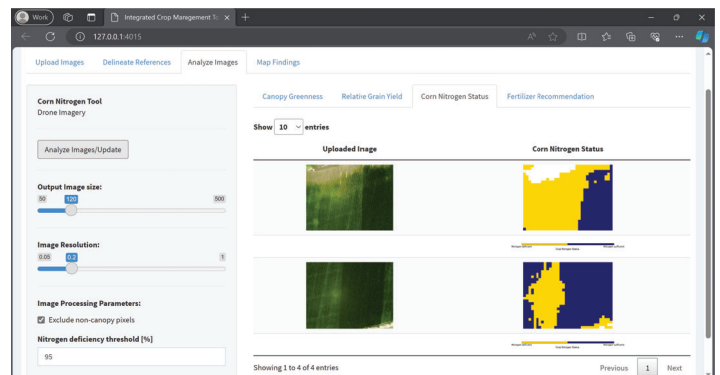 Work
Integrated Crop Management To
127.0.0.1:4015
Upload Images
Delineate References
Analyze Images
Map Findings
Corn Nitrogen Tool
Drone Imagery
Analyze Images/Update
Output Image size:
50
120
500
Image Resolution:
0.05
0.2
1
Image Processing Parameters:
Exclude non-canopy pixels
Nitrogen deficiency threshold [%]
95
Canopy Greenness
Relative Grain Yield
Corn Nitrogen Status
Fertilizer Recommendation
Show 10 entries
Uploaded Image
Corn Nitrogen Status
Showing 1 to 4 of 4 entries
Previous
1
Next